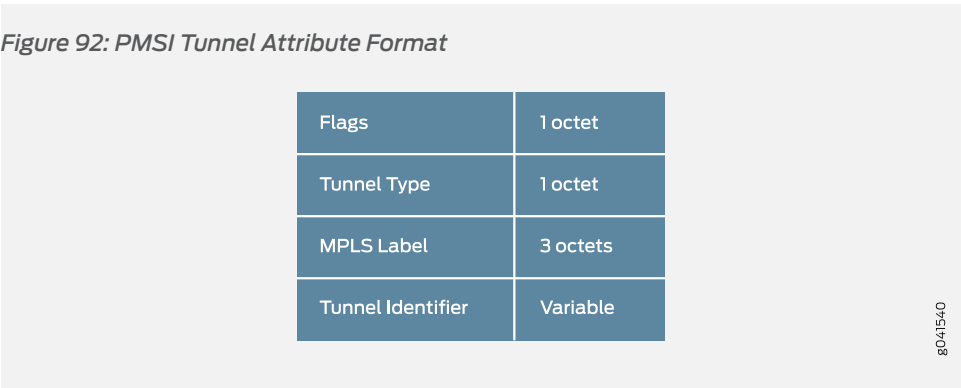 Figure 92: PMSI Tunnel Attribute Format
Flags 1 octet
Tunnel Type 1 octet
MPLS Label 3 octets
Tunnel Identifier Variable
g041540